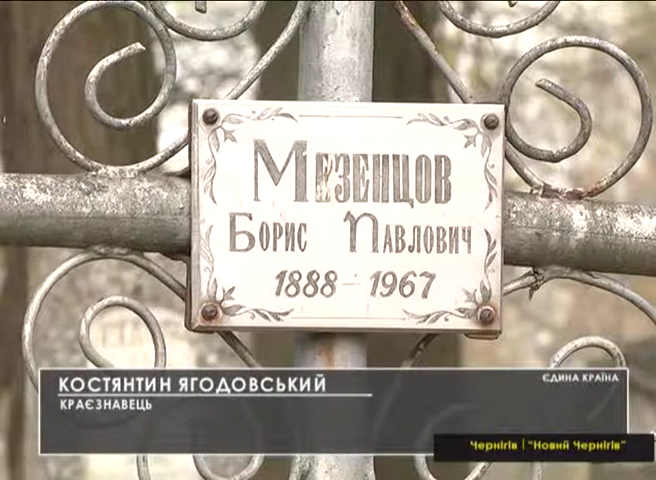 Мезенцов
Борис Павлович
1888 - 1967
КОСТЯНТИН ЯГОДОВСЬКИЙ
ЄДИНА КРАЇНА
КРАЄЗНАВЕЦЬ
Чернігів | "Новий Чернігів"